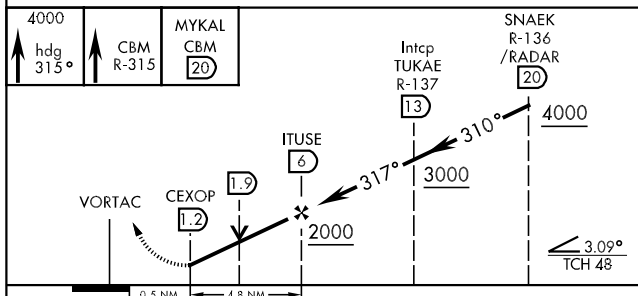 4000
hdg
315°
CBM
R-315
MYKAL
CBM
20
SNAEK
R-136
/RADAR
20
Intcp
TUKAE
R-137
13
310°
4000
ITUSE
6
317°
3000
1.9
CEXOP
1.2
VORTAC
2000
3.09°
TCH 48
0.5 NM
4.8 NM